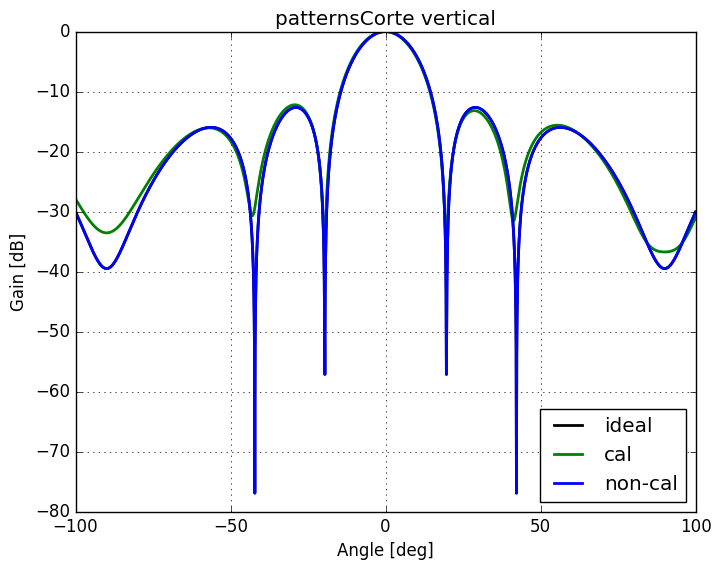 patternsCorte vertical
0
−10
−20
−30
−40
−50
−60
−70
−80
Gain [dB]
ideal
cal
non-cal
−100
−50
0
50
100
Angle [deg]